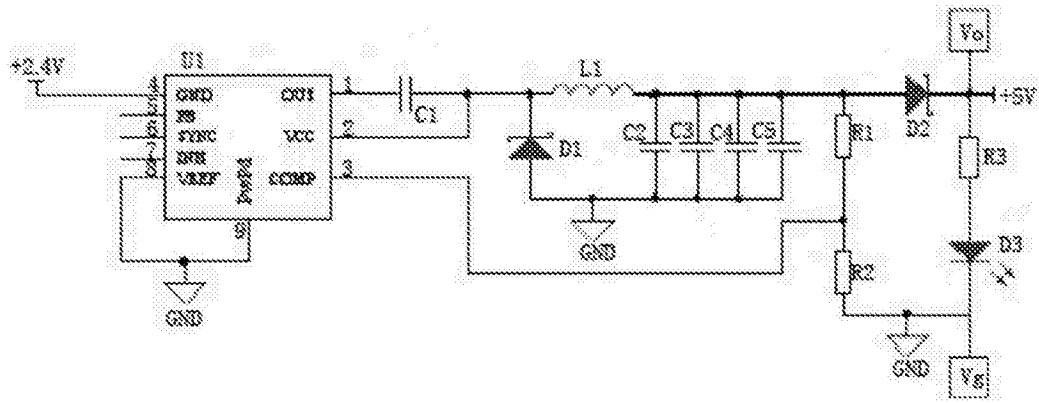 Vo
U1
+2.4V
L1
GND
OUT
1
C1
+5V
FB
2
C2
C3
C4
C5
R1
D2
SYNC
VCC
D1
R3
INH
3
VREF
COMP
PwPd
9
GND
D3
R2
GND
GND
Vg